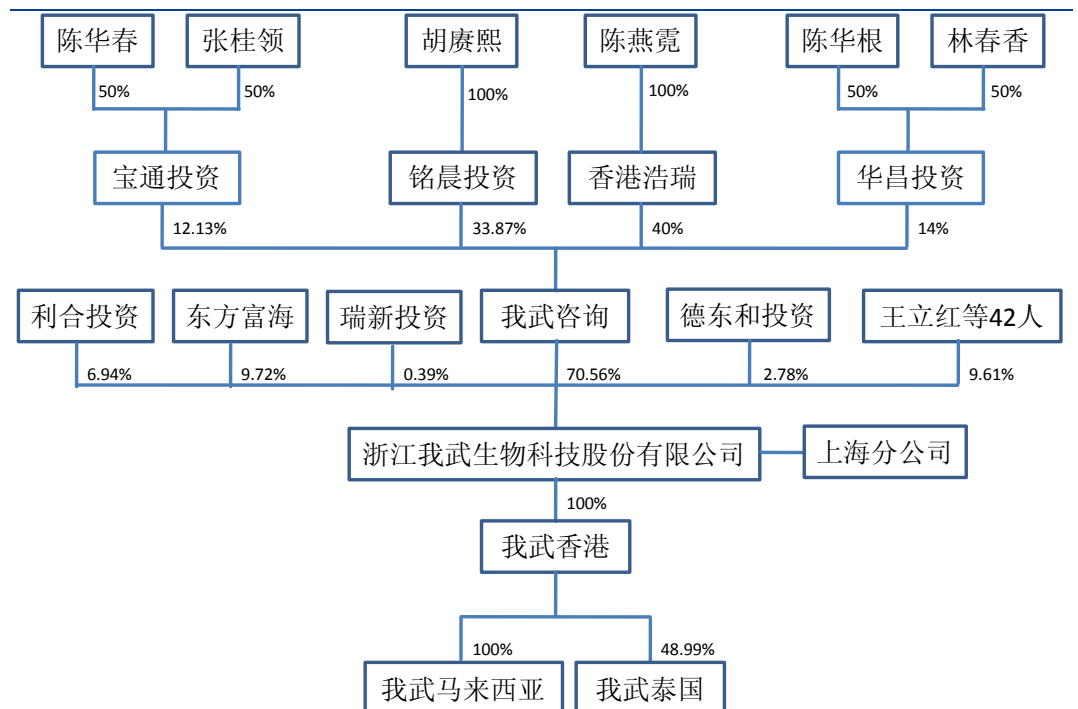 陈华春 张桂领 胡赓熙 陈燕霓 陈华根 林春香
50% 50% 100% 100% 50% 50%
宝通投资 铭晨投资 香港浩瑞 华昌投资
12.13% 33.87% 40% 14%
利合投资 东方富海 瑞新投资 我武咨询 德东和投资 王立红等42人
6.94% 9.72% 0.39% 70.56% 2.78% 9.61%
浙江我武生物科技股份有限公司 上海分公司
100%
我武香港
100% 48.99%
我武马来西亚 我武泰国